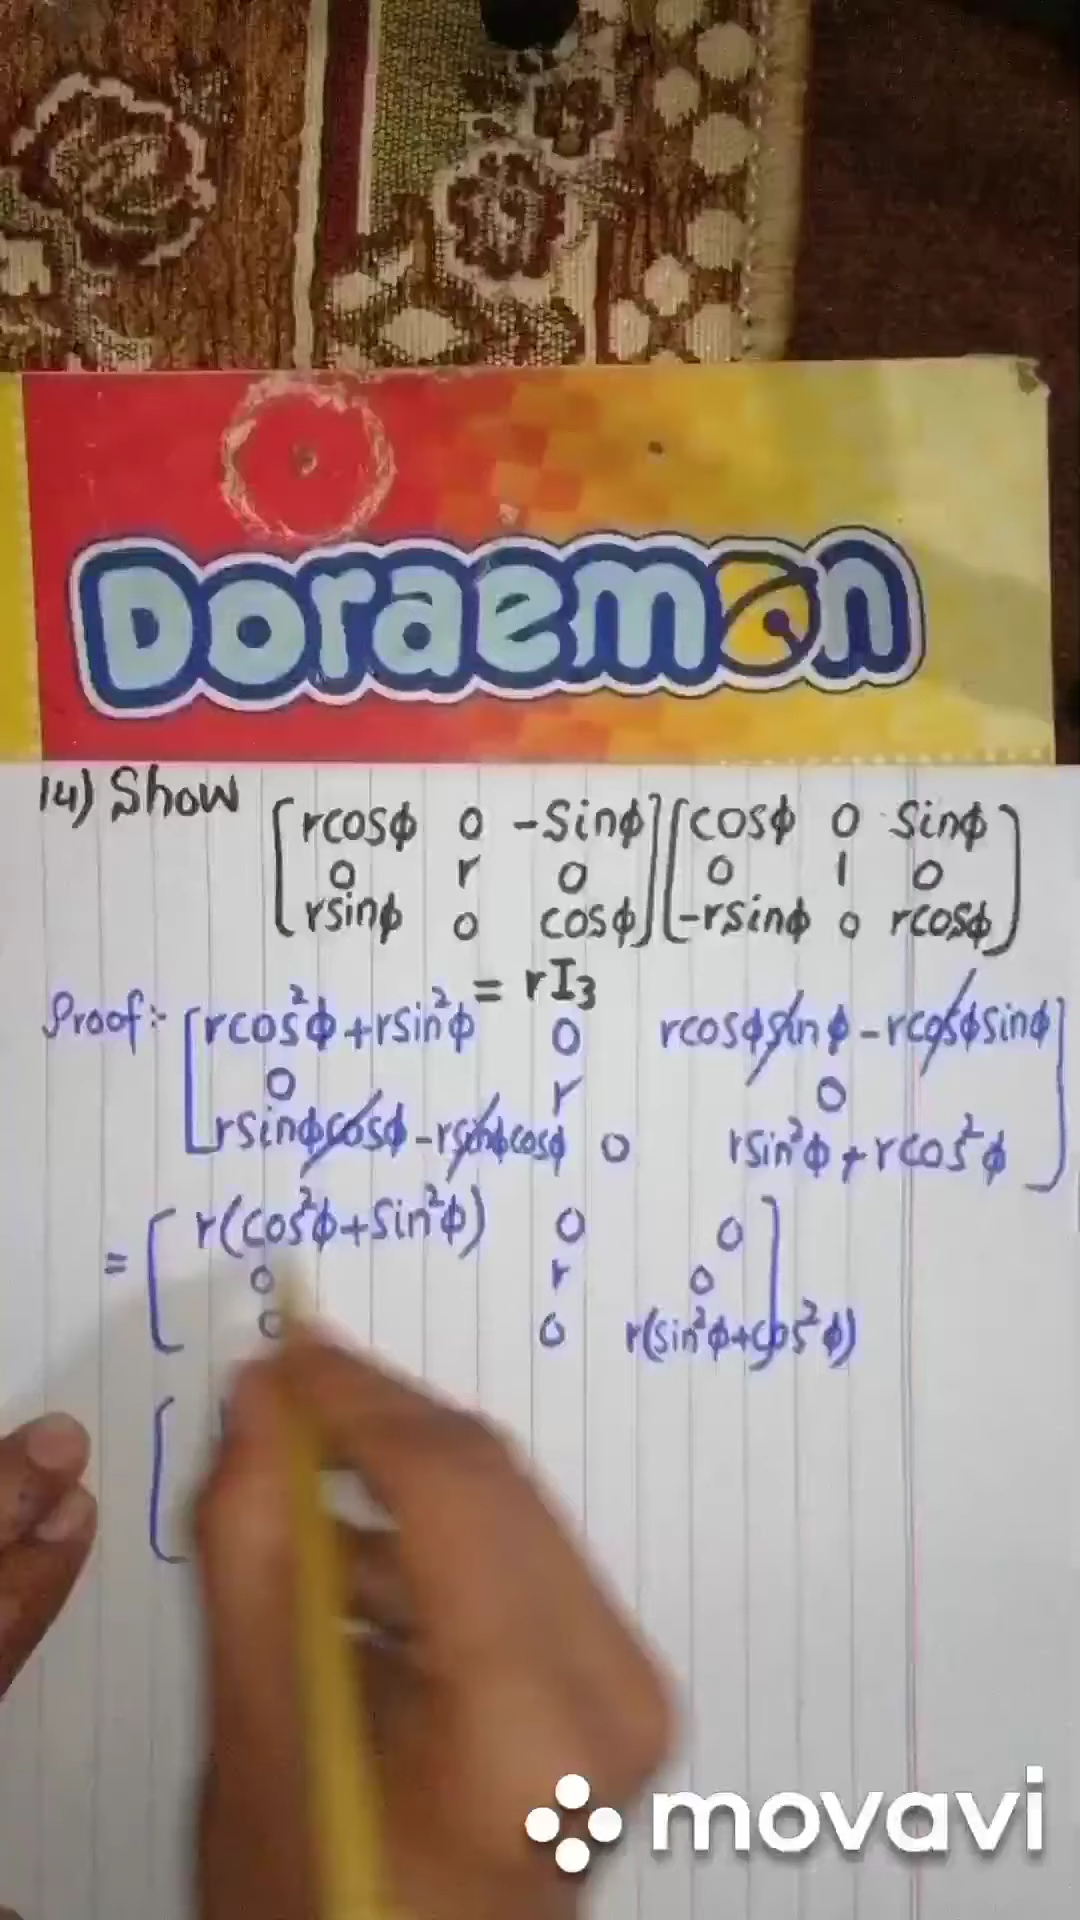 Doraemon
14) Show [rcosϕ 0 -Sinϕ] [cosϕ 0 Sinϕ]
[0 r 0] [0 1 0]
[rsinϕ 0 cosϕ] [-rsinϕ 0 rcosϕ]
= rI₃
Proof:- [rcos²ϕ+rsin²ϕ 0 rcosϕsinϕ-rcosϕsinϕ]
[0 r 0]
[rsinϕcosϕ-rsinϕcosϕ 0 rsin²ϕ+rcos²ϕ]
= [r(cos²ϕ+Sin²ϕ) 0 0]
[0 r 0]
[0 0 r(sin²ϕ+cos²ϕ)]
[
movavi